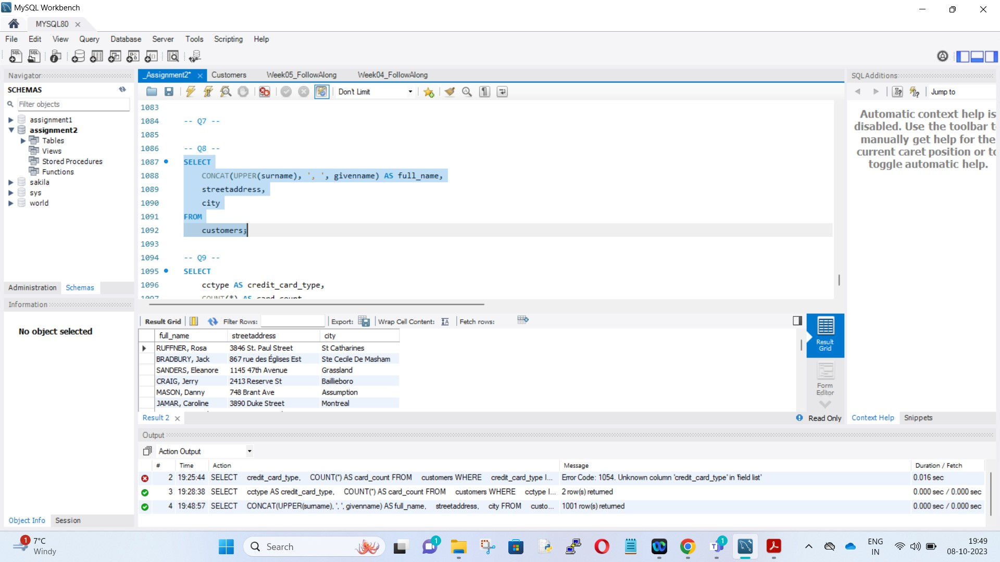 MySQL Workbench
MYSQL80
File Edit View Query Database Server Tools Scripting Help
Navigator
SCHEMAS
Filter objects
assignment1
assignment2
Tables
Views
Stored Procedures
Functions
sakila
sys
world
Administration Schemas
Information
No object selected
Object Info Session
_Assignment2* Customers Week05_FollowAlong Week04_FollowAlong
Don't Limit
1083
1084 -- Q7 --
1085
1086 -- Q8 --
1087 SELECT
1088 CONCAT(UPPER(surname), ', ', givenname) AS full_name,
1089 streetaddress,
1090 city
1091 FROM
1092 customers;
1093
1094 -- Q9 --
1095 SELECT
1096 cctype AS credit_card_type,
1097 COUNT(*) AS card_count
Result Grid Filter Rows: Export: Wrap Cell Content: Fetch rows:
full_name streetaddress city
RUFFNER, Rosa 3846 St. Paul Street St Catharines
BRADBURY, Jack 867 rue des Églises Est Ste Cecile De Masham
SANDERS, Eleanore 1145 47th Avenue Grassland
CRAIG, Jerry 2413 Reserve St Baillieboro
MASON, Danny 748 Brant Ave Assumption
JAMAR, Caroline 3890 Duke Street Montreal
Result Grid
Form Editor
Result 2
Read Only
SQLAdditions
Jump to
Automatic context help is
disabled. Use the toolbar t
manually get help for the
current caret position or to
toggle automatic help.
Context Help Snippets
Output
Action Output
# Time Action Message Duration / Fetch
2 19:25:44 SELECT credit_card_type, COUNT(*) AS card_count FROM customers WHERE credit_card_type I... Error Code: 1054. Unknown column 'credit_card_type' in 'field list' 0.016 sec
3 19:28:38 SELECT cctype AS credit_card_type, COUNT(*) AS card_count FROM customers WHERE cctype I... 2 row(s) returned 0.000 sec / 0.000 sec
4 19:48:57 SELECT CONCAT(UPPER(surname), ', ', givenname) AS full_name, streetaddress, city FROM custo... 1001 row(s) returned 0.000 sec / 0.000 sec
1
7°C
Windy
Search
1
1
ENG
IN
19:49
08-10-2023